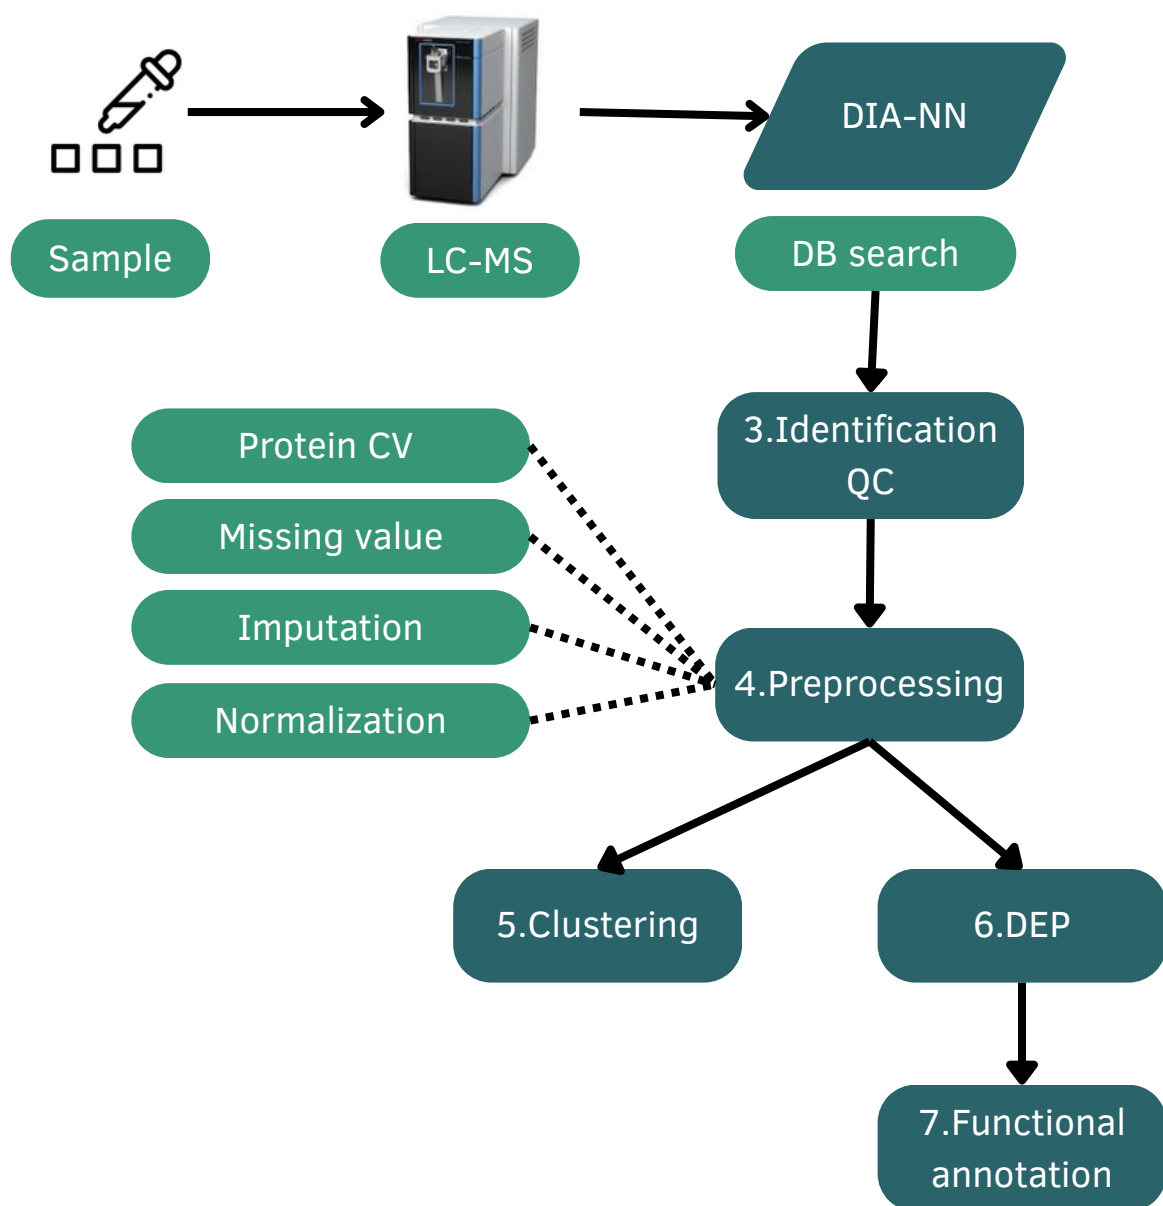 DIA-NN
Sample
LC-MS
DB search
3.Identification
QC
Protein CV
Missing value
Imputation
Normalization
4.Preprocessing
5.Clustering
6.DEP
7.Functional
annotation